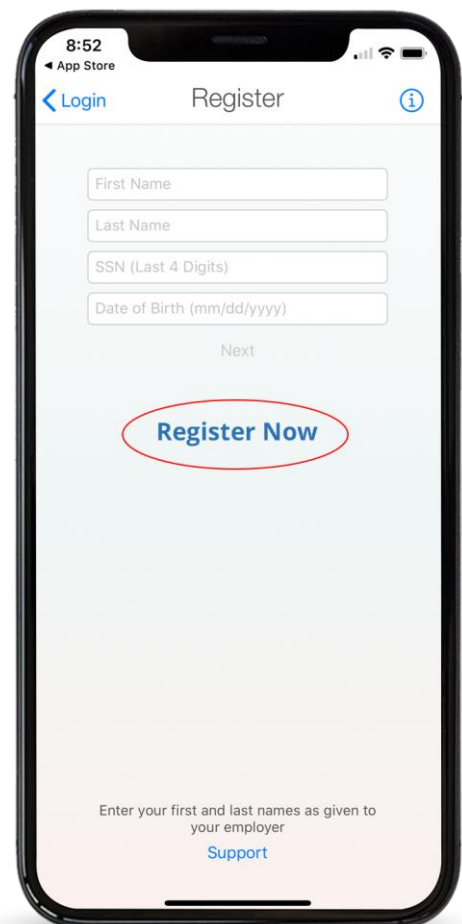 8:52
◀ App Store
Login
Register
First Name
Last Name
SSN (Last 4 Digits)
Date of Birth (mm/dd/yyyy)
Next
Register Now
Enter your first and last names as given to
your employer
Support